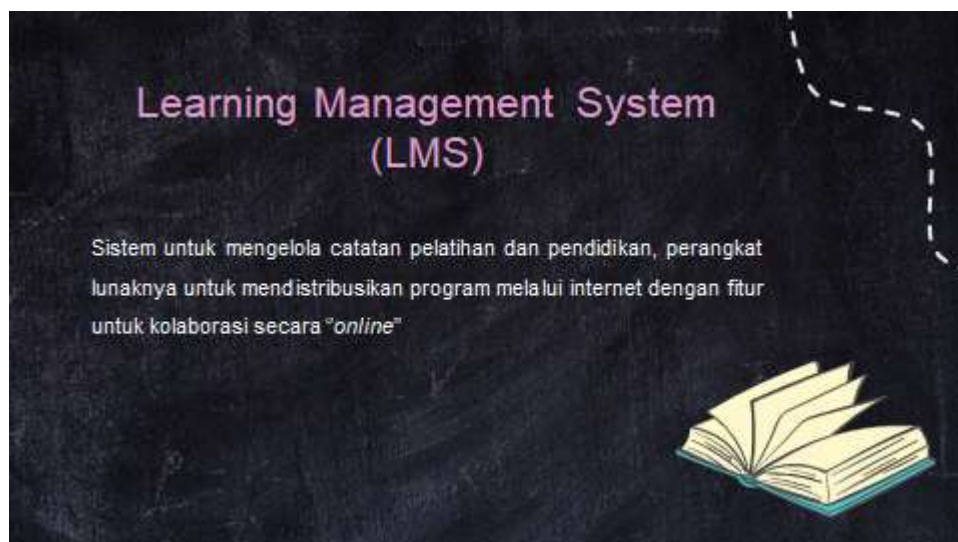 Learning Management System
(LMS)
Sistem untuk mengelola catatan pelatihan dan pendidikan, perangkat
lunaknya untuk mendistribusikan program melalui internet dengan fitur
untuk kolaborasi secara “online”